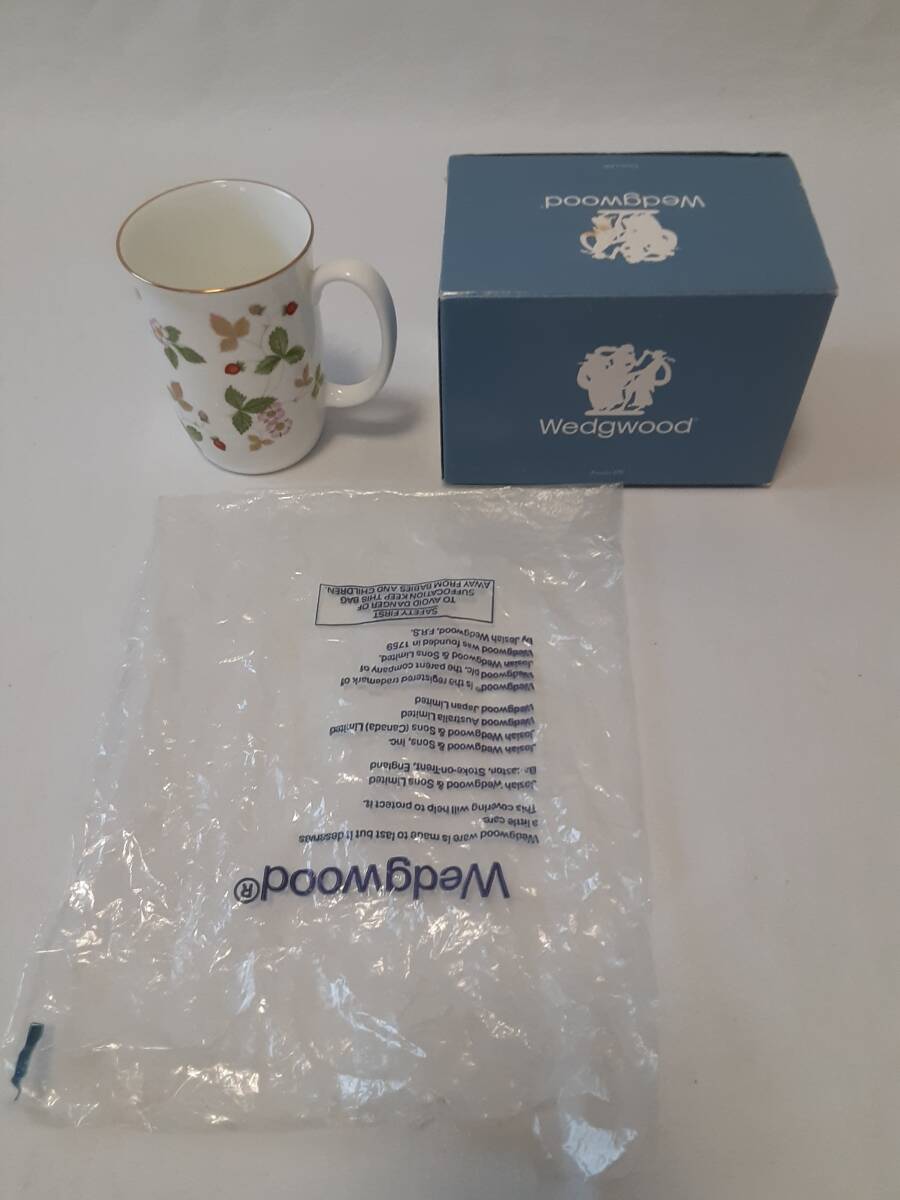 Wedgwood
Wedgwood™
Wedgwood®
Wedgwood ware is made to last but it deserves
a little care.
This covering will help to protect it.
Josiah Wedgwood & Sons Limited
Stoke-on-Trent, England
Josiah Wedgwood & Sons, Inc.
Josiah Wedgwood & Sons (Canada) Limited
Wedgwood Australia Limited
Wedgwood Japan Limited
Wedgwood® is the registered trademark of
Wedgwood plc, the parent company of
Josiah Wedgwood & Sons Limited.
Wedgwood was founded in 1759
by Josiah Wedgwood, F.R.S.
SAFETY FIRST
TO AVOID DANGER OF
SUFFOCATION KEEP THIS BAG
AWAY FROM BABIES AND CHILDREN.